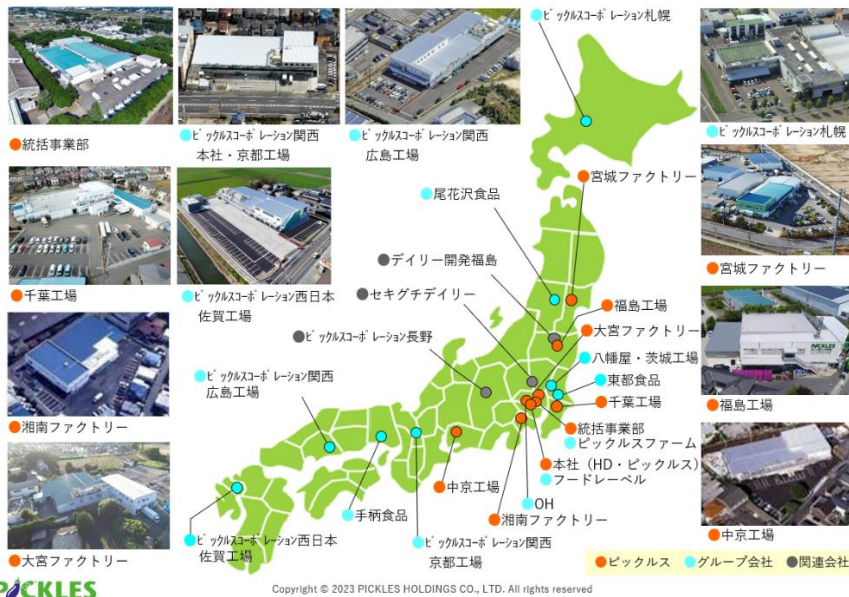 ●統括事業部
●ピックルスコーポレーション関西
本社・京都工場
●ピックルスコーポレーション関西
広島工場
●ピックルスコーポレーション札幌
●ピックルスコーポレーション札幌
●千葉工場
●ピックルスコーポレーション西日本
佐賀工場
●尾花沢食品
●宮城ファクトリー
●宮城ファクトリー
●デイリー開発福島
●セキグチデイリー
●ピックルスコーポレーション長野
●ピックルスコーポレーション関西
広島工場
●福島工場
●大宮ファクトリー
●八幡屋・茨城工場
●東都食品
●千葉工場
●統括事業部
●ピックルスファーム
●本社(HD・ピックルス)
●フードレーベル
●OH
●湘南ファクトリー
●中京工場
●手柄食品
●ピックルスコーポレーション関西
京都工場
●ピックルスコーポレーション西日本
佐賀工場
●湘南ファクトリー
●大宮ファクトリー
PICKLES
●福島工場
●中京工場
●ピックルス ●グループ会社 ●関連会社
PICKLES
Copyright © 2023 PICKLES HOLDINGS CO., LTD. All rights reserved